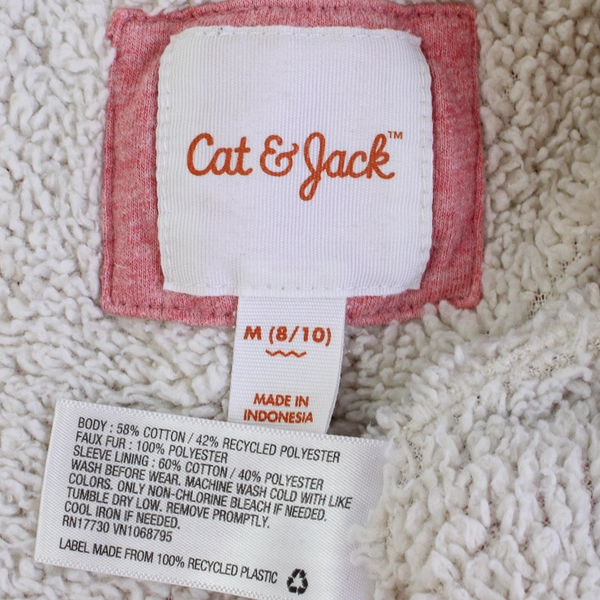 Cat & Jack™
M (8/10)
MADE IN
INDONESIA
BODY : 58% COTTON / 42% RECYCLED POLYESTER
FAUX FUR : 100% POLYESTER
SLEEVE LINING : 60% COTTON / 40% POLYESTER
WASH BEFORE WEAR. MACHINE WASH COLD WITH LIKE
COLORS. ONLY NON-CHLORINE BLEACH IF NEEDED.
TUMBLE DRY LOW. REMOVE PROMPTLY.
COOL IRON IF NEEDED.
RN17730 VN1068795
LABEL MADE FROM 100% RECYCLED PLASTIC